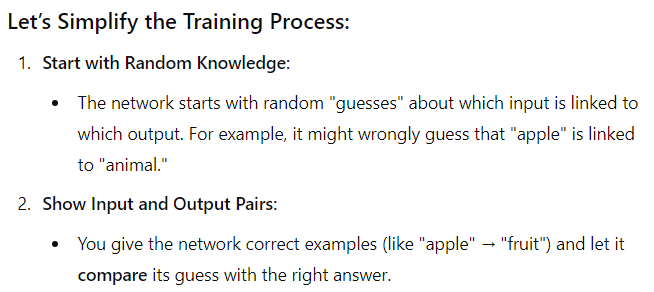 Let's Simplify the Training Process:
1. Start with Random Knowledge:
• The network starts with random "guesses" about which input is linked to
which output. For example, it might wrongly guess that "apple" is linked
to "animal."
2. Show Input and Output Pairs:
• You give the network correct examples (like "apple" → "fruit") and let it
compare its guess with the right answer.